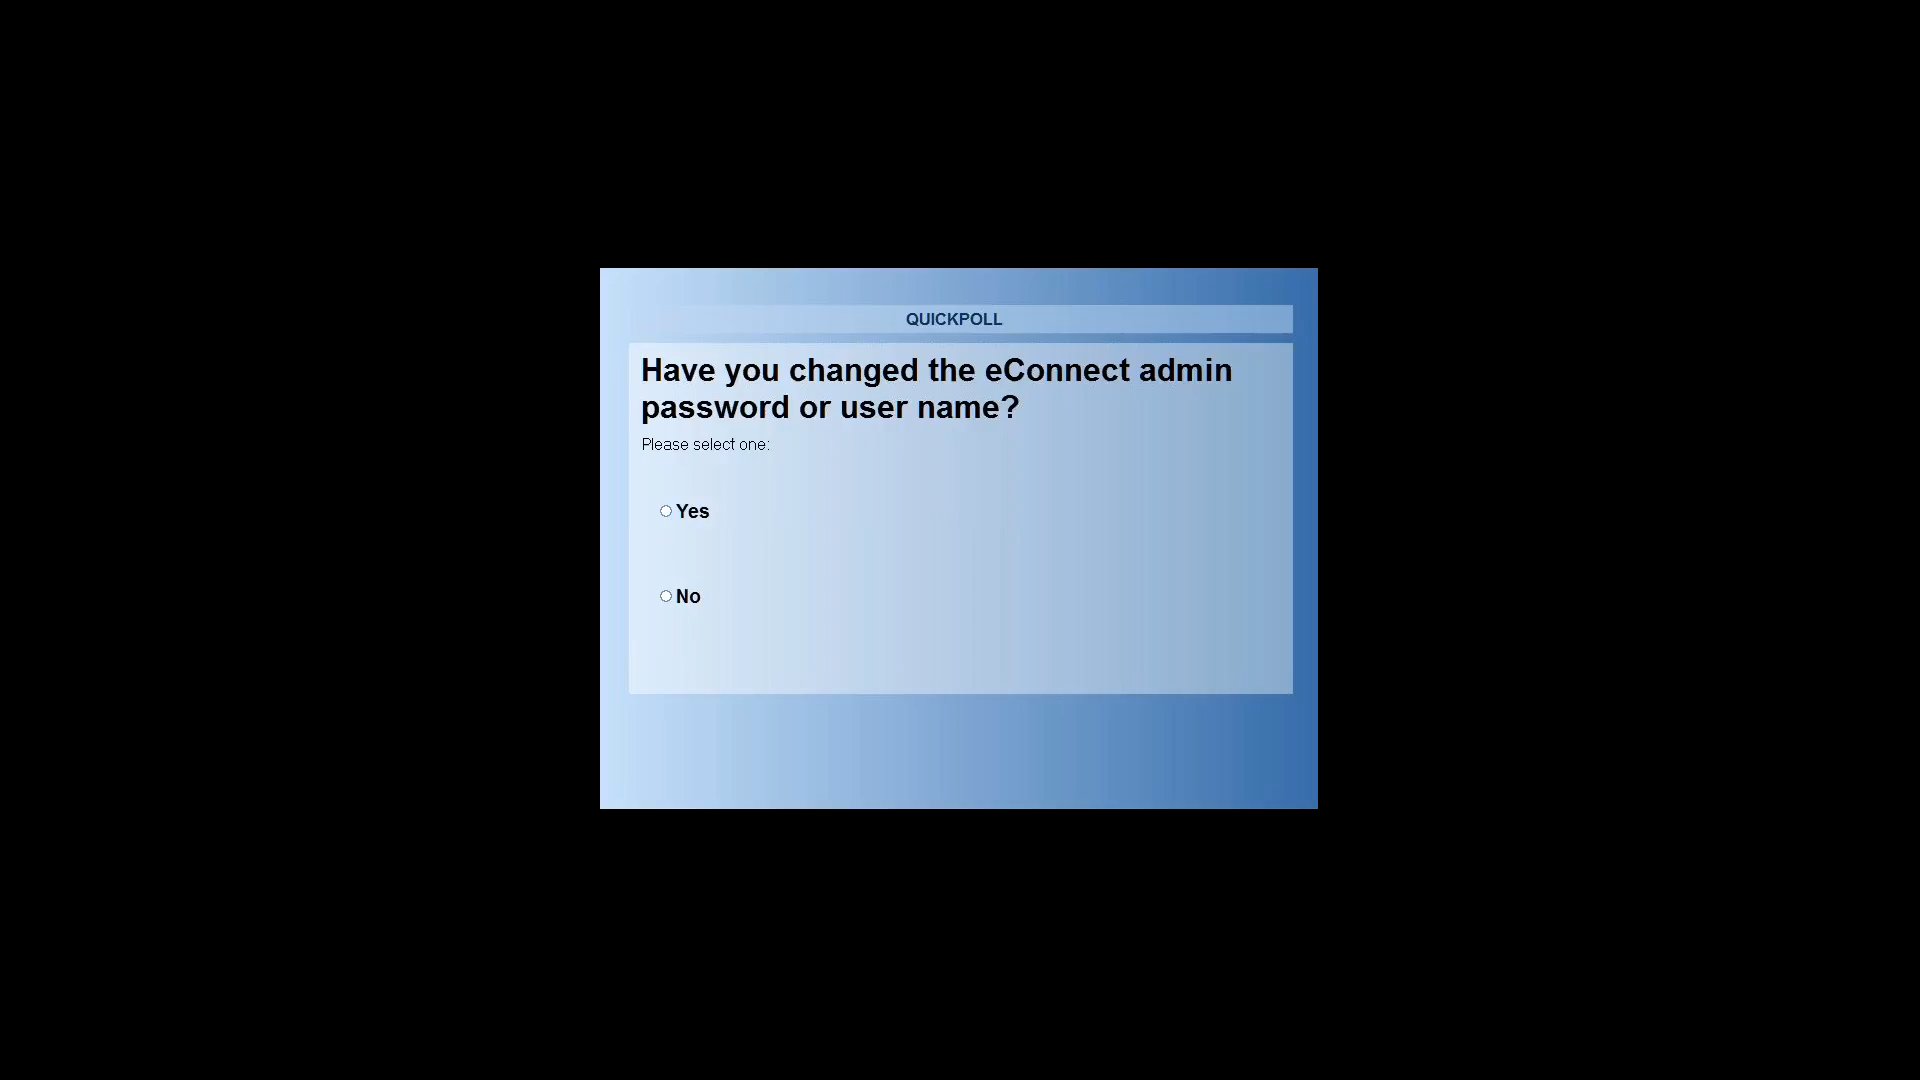 QUICKPOLL
Have you changed the eConnect admin
password or user name?
Please select one:
Yes
No